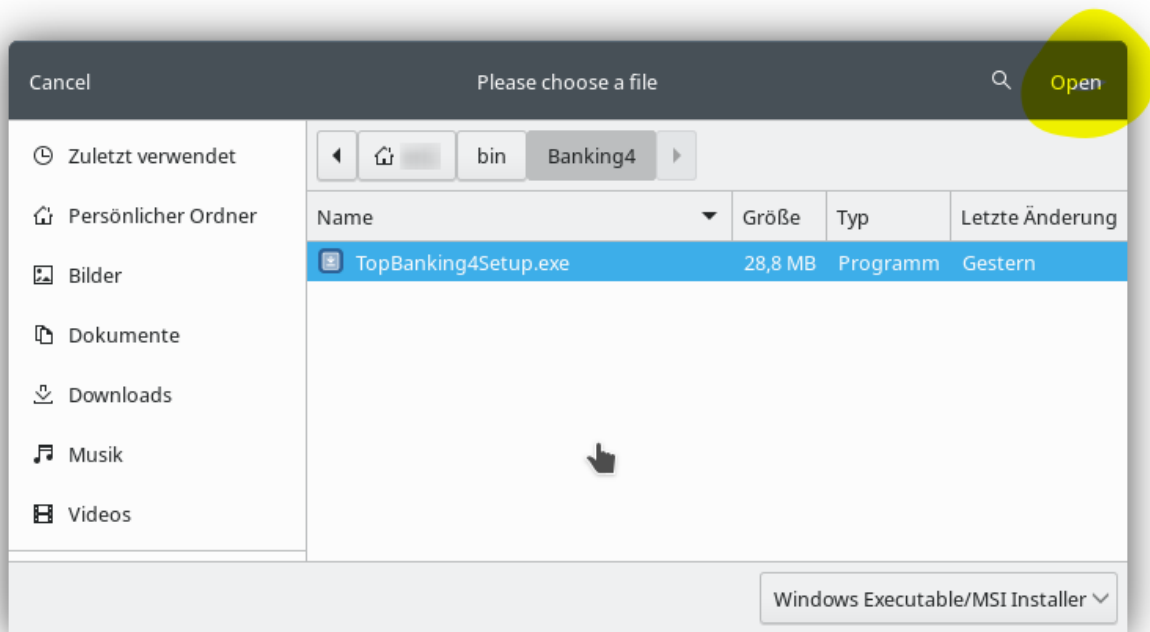 Cancel Please choose a file Open
Zuletzt verwendet
Persönlicher Ordner
Bilder
Dokumente
Downloads
Musik
Videos
bin Banking4
Name Größe Typ Letzte Änderung
TopBanking4Setup.exe 28,8 MB Programm Gestern
Windows Executable/MSI Installer